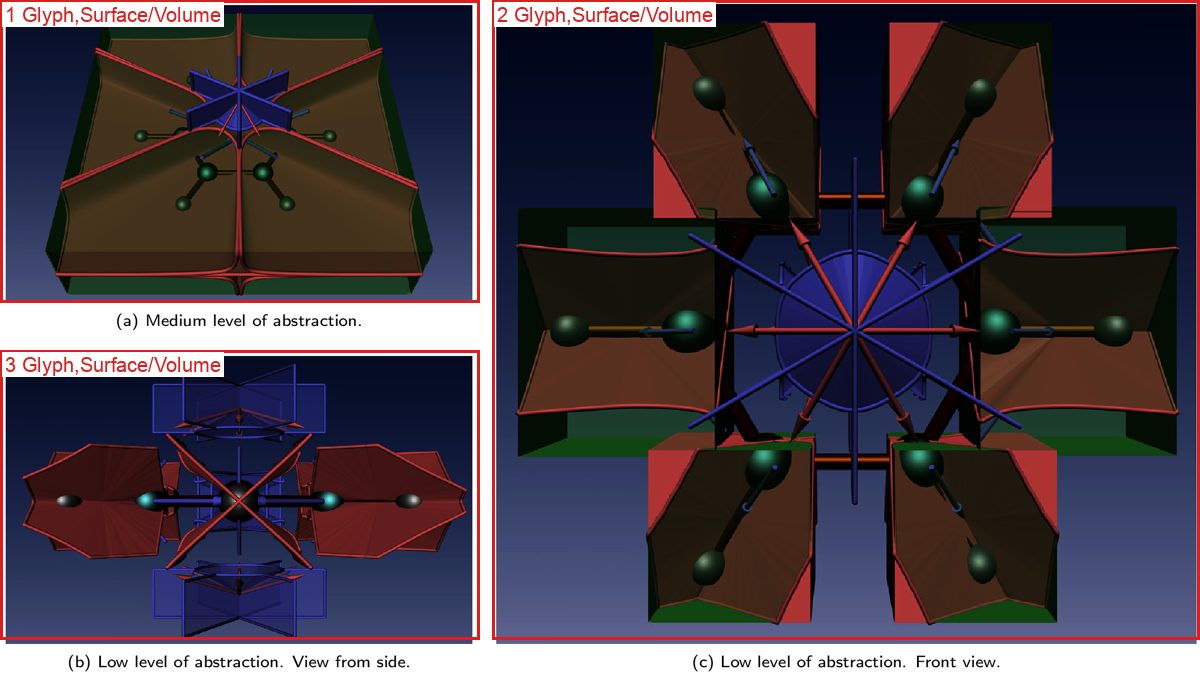 1 Glyph,Surface/Volume
(a) Medium level of abstraction.
3 Glyph,Surface/Volume
(b) Low level of abstraction. View from side.
2 Glyph,Surface/Volume
(c) Low level of abstraction. Front view.